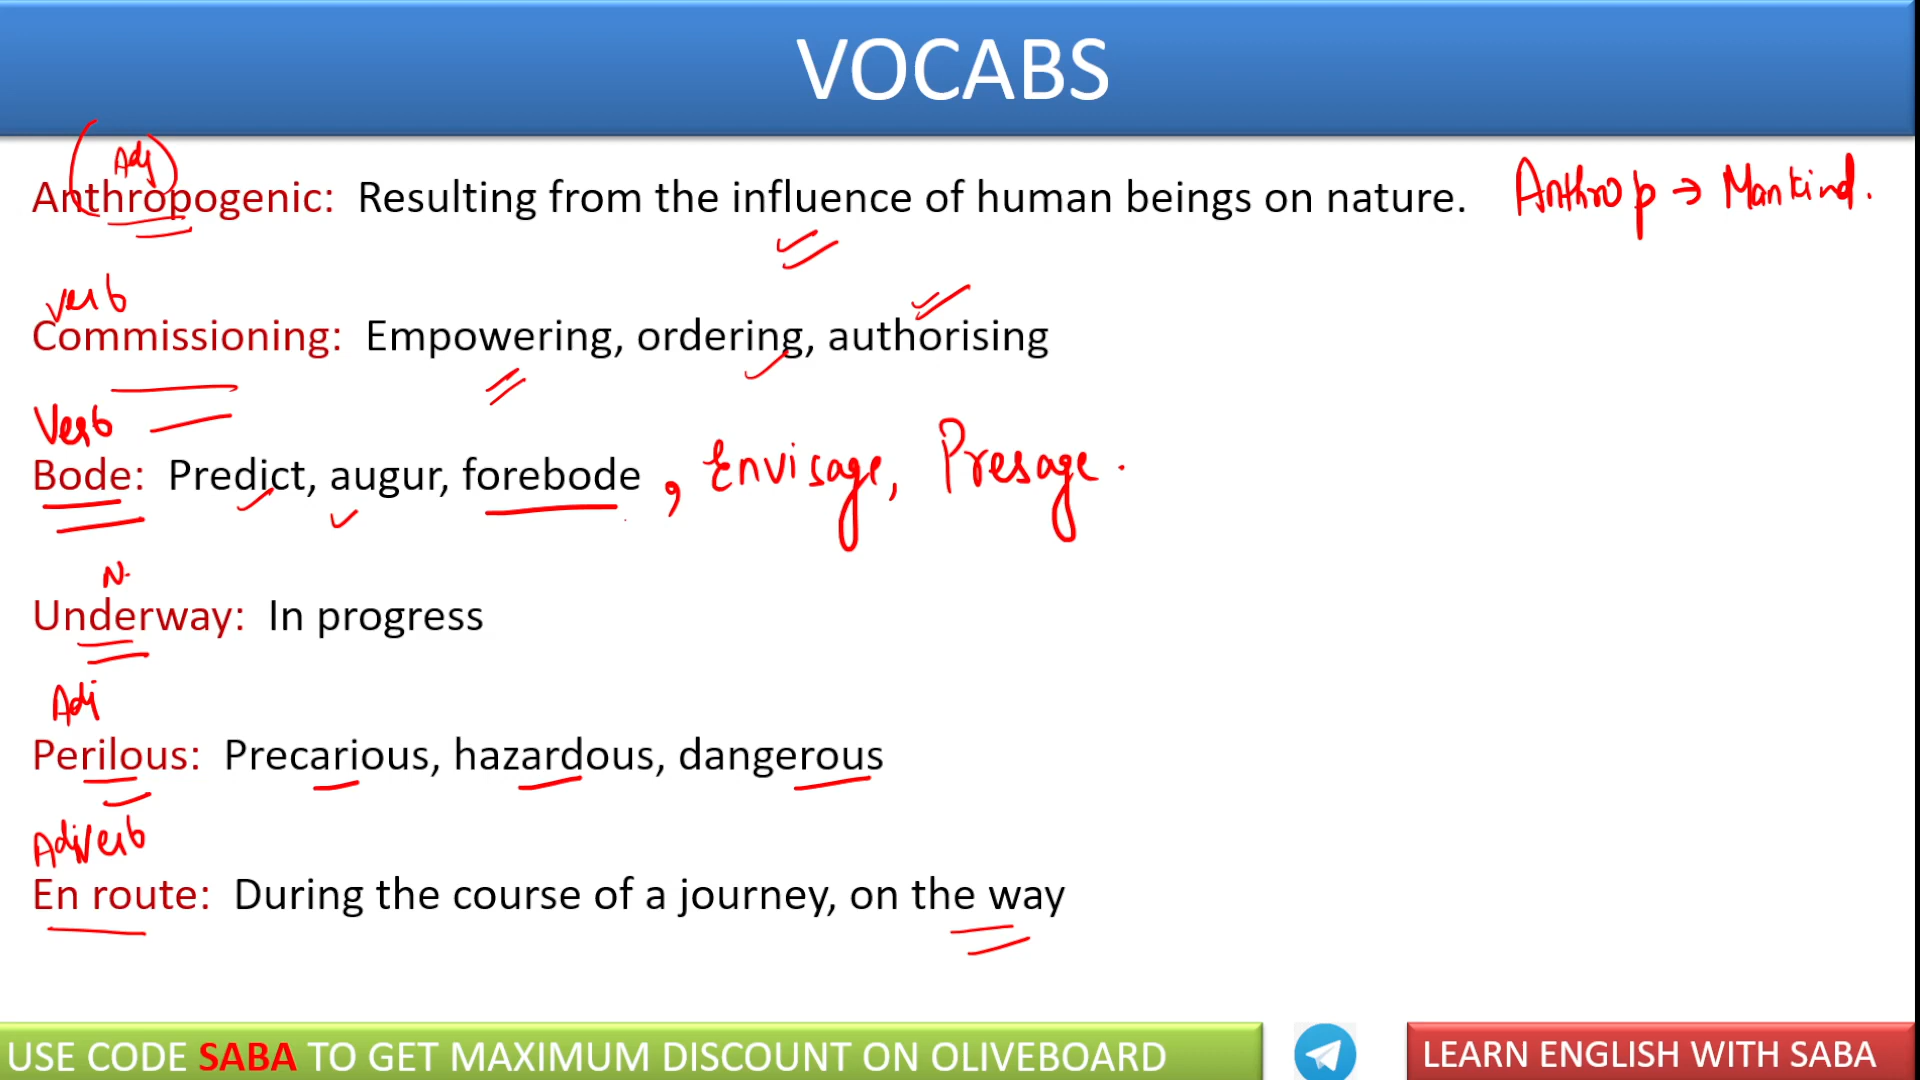 VOCABS
Adj
Anthropogenic: Resulting from the influence of human beings on nature. Anthrop → Mankind.
Verb
Commissioning: Empowering, ordering, authorising
Verb
Bode: Predict, augur, forebode , Envisage, Presage.
N.
Underway: In progress
Adj
Perilous: Precarious, hazardous, dangerous
Adverb
En route: During the course of a journey, on the way
USE CODE SABA TO GET MAXIMUM DISCOUNT ON OLIVEBOARD
LEARN ENGLISH WITH SABA